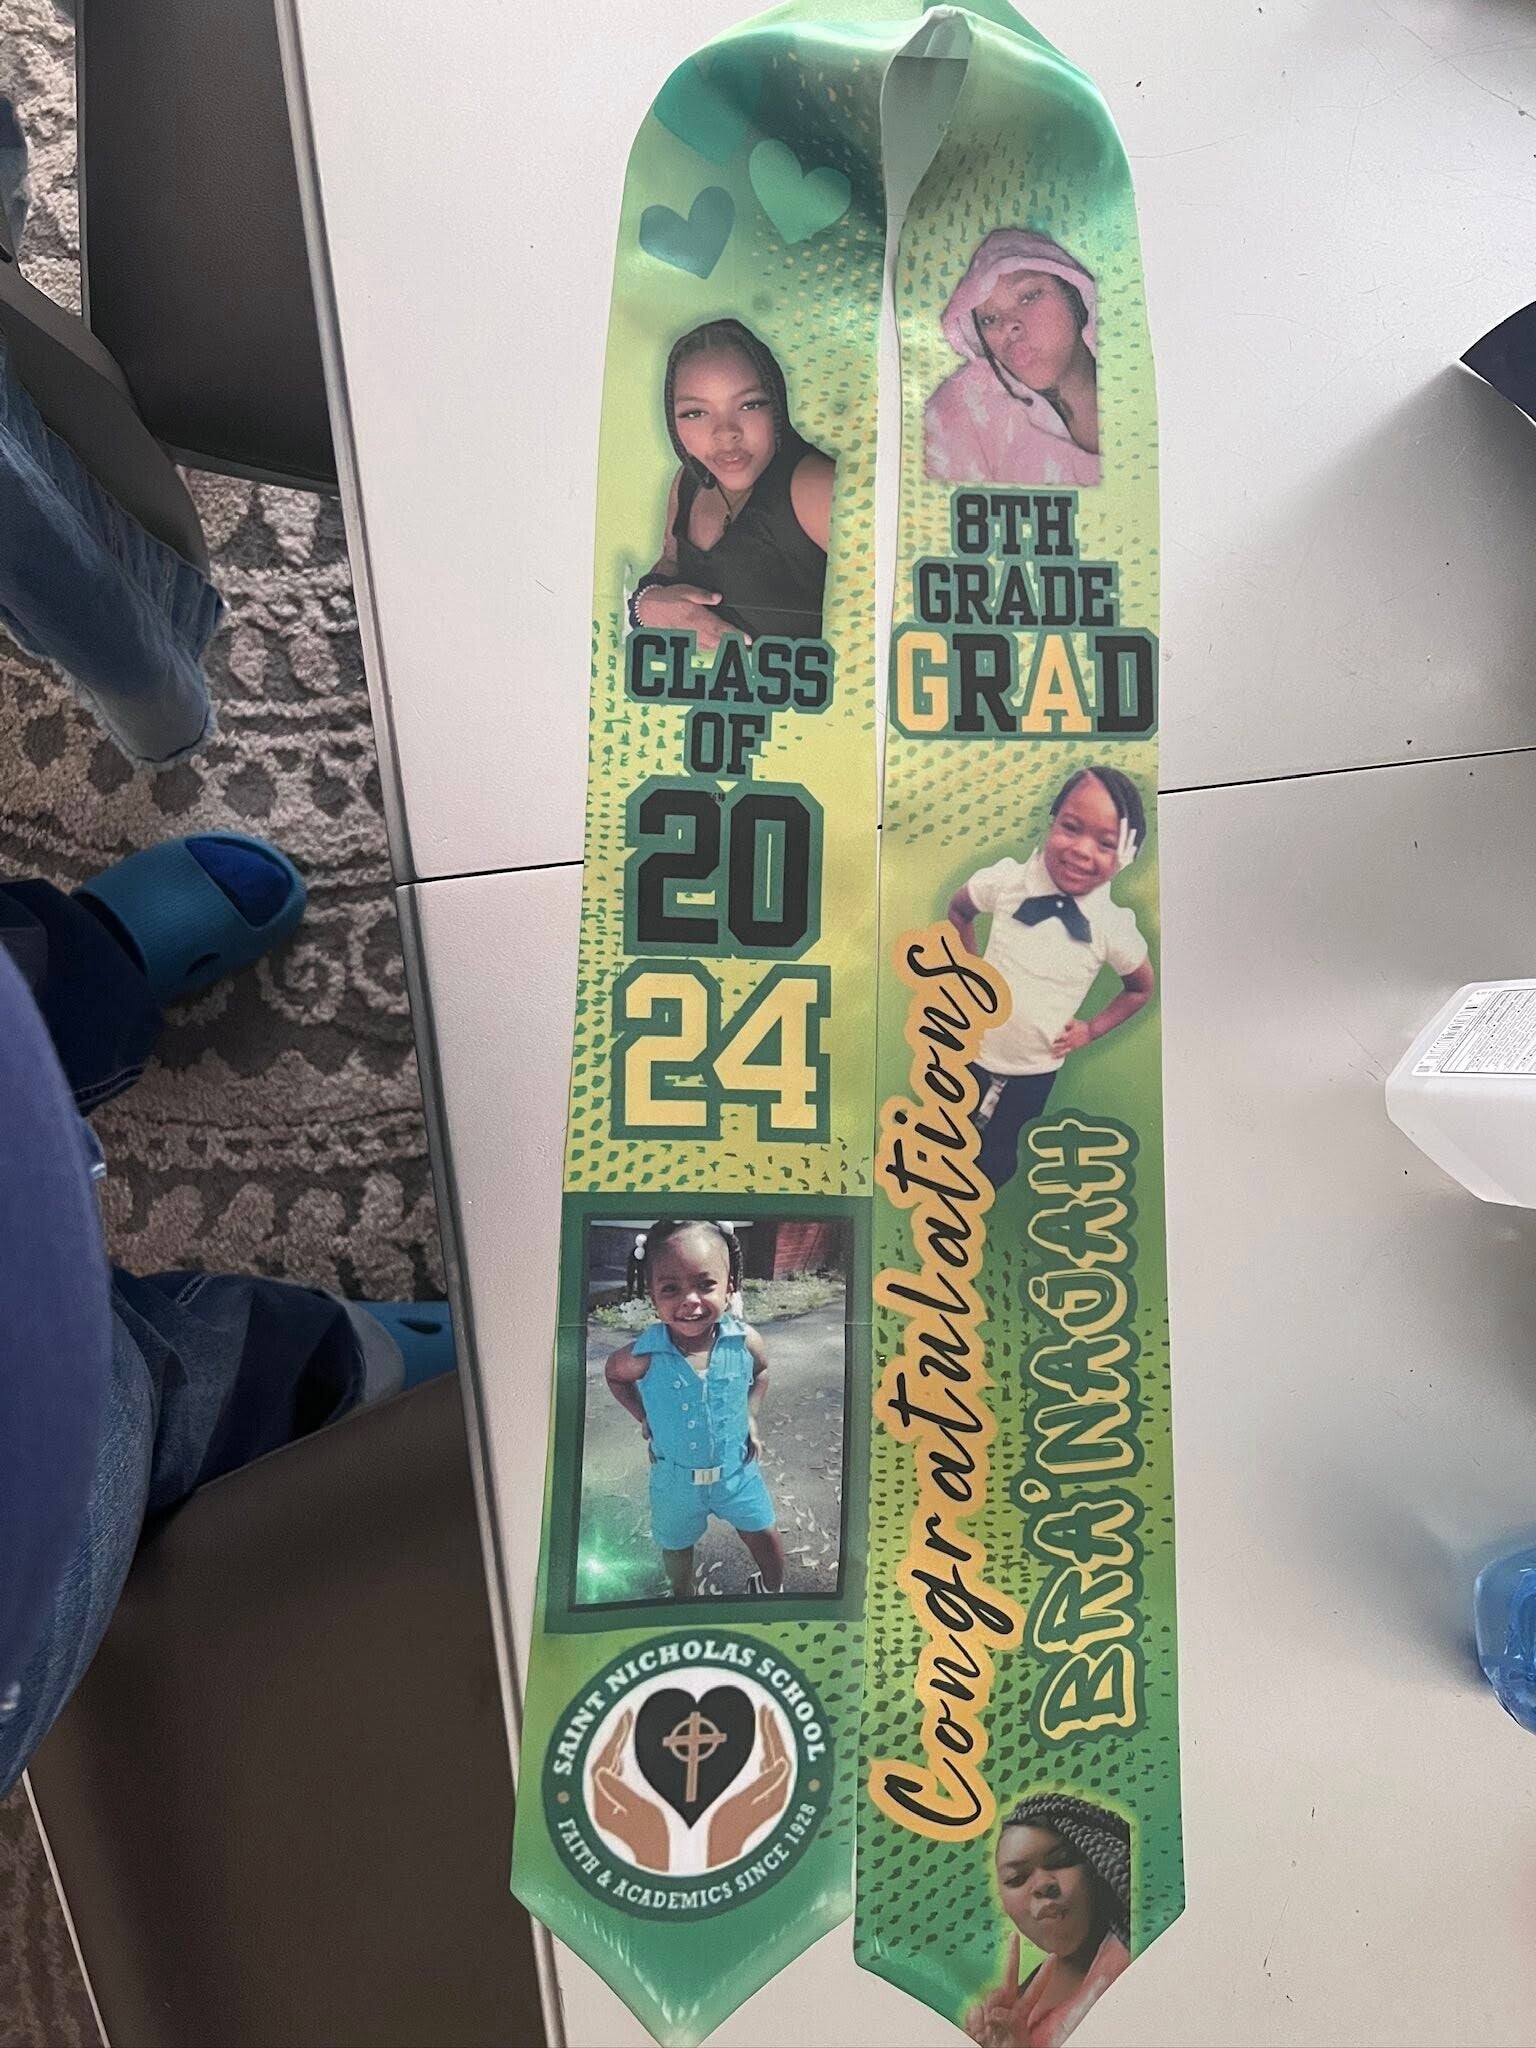 CLASS
OF
20
24
SAINT NICHOLAS SCHOOL
FAITH & ACADEMICS SINCE 1928
8TH
GRADE
GRAD
Congratulations
BRA'NAJAH